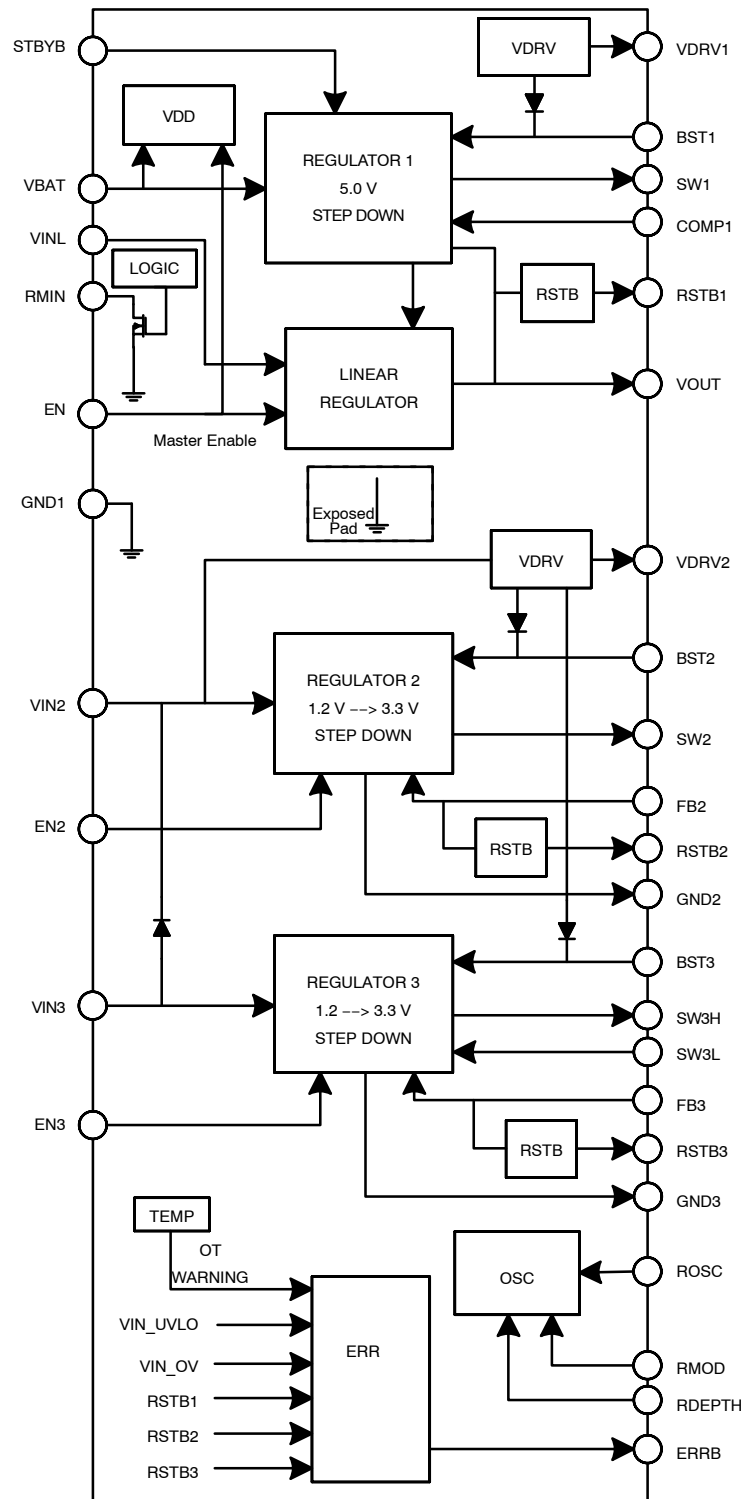 STBYB
VDRV
VDRV1
VDD
BST1
REGULATOR 1
5.0 V
STEP DOWN
VBAT
SW1
COMP1
VINL
LOGIC
RMIN
RSTB
RSTB1
LINEAR
REGULATOR
VOUT
EN
Master Enable
GND1
Exposed
Pad
VDRV
VDRV2
BST2
REGULATOR 2
1.2 V --> 3.3 V
STEP DOWN
VIN2
SW2
FB2
EN2
RSTB
RSTB2
GND2
BST3
REGULATOR 3
1.2 --> 3.3 V
STEP DOWN
VIN3
SW3H
SW3L
FB3
EN3
RSTB
RSTB3
GND3
TEMP
OT
WARNING
OSC
ROSC
VIN_UVLO
ERR
VIN_OV
RMOD
RSTB1
RDEPTH
RSTB2
ERRB
RSTB3